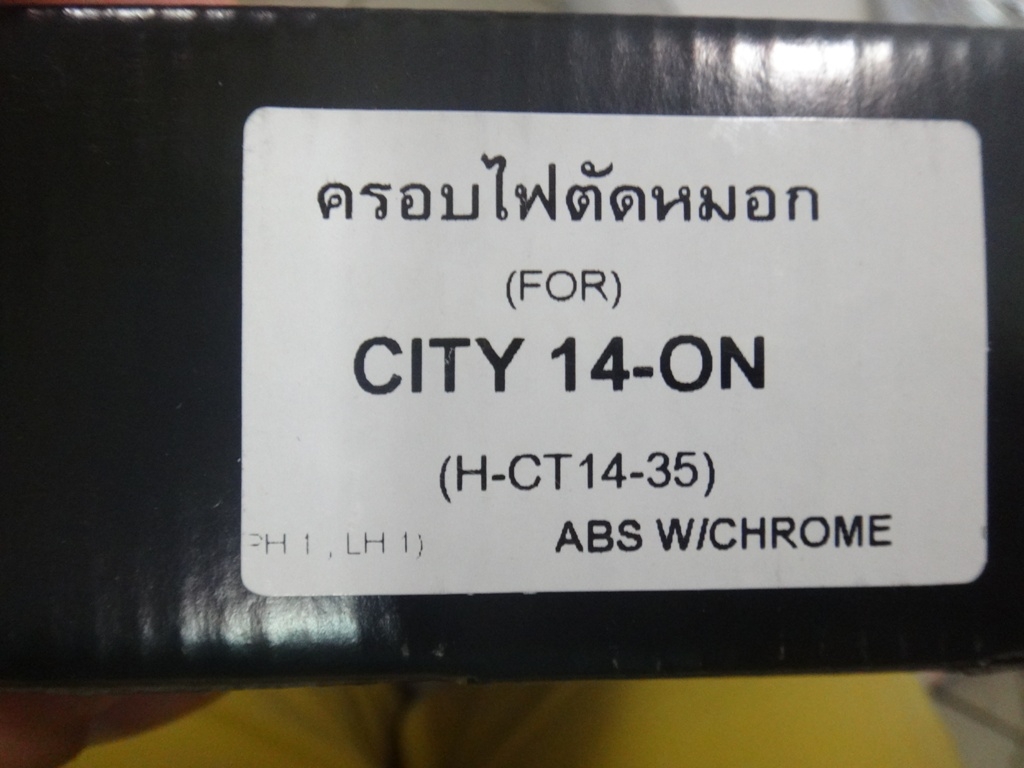 ครอบไฟตัดหมอก
(FOR)
CITY 14-ON
(H-CT14-35)
1 , LH 1) ABS W/CHROME